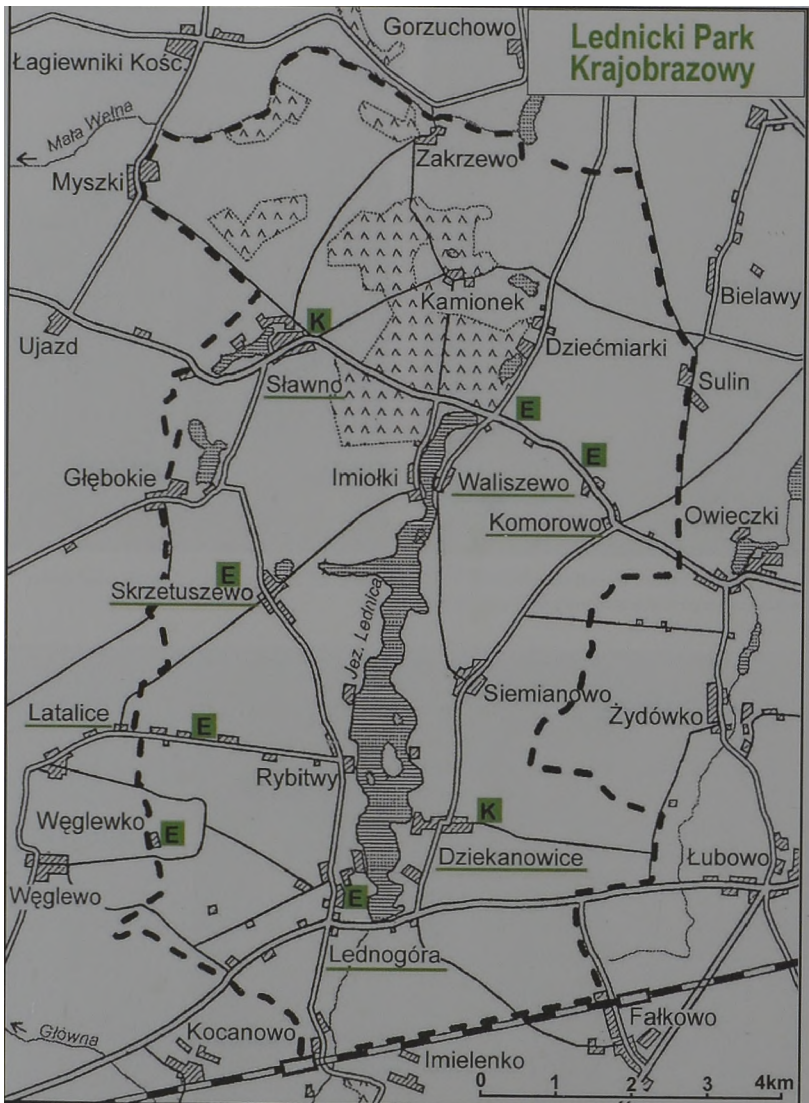 Lednicki Park
Krajobrazowy
Gorzuchowo
Łagiewniki Kość.
Mała Wełna
Zakrzewo
Myszki
Kamionek
Bielawy
K
Ujazd
Dziećmiarki
Sławno
Sulin
E
E
Głębokie
Imiołki
Waliszewo
Owieczki
Komorowo
E
Skrzetuszewo
Jez. Lednica
Siemianowo
Latalice
E
Żydówko
Rybitwy
K
Węglewko
E
Dziekanowice
Łubowo
Węglewo
E
Lednogóra
Fałkowo
Główna
Kocanowo
Imielenko
0 1 2 3 4km